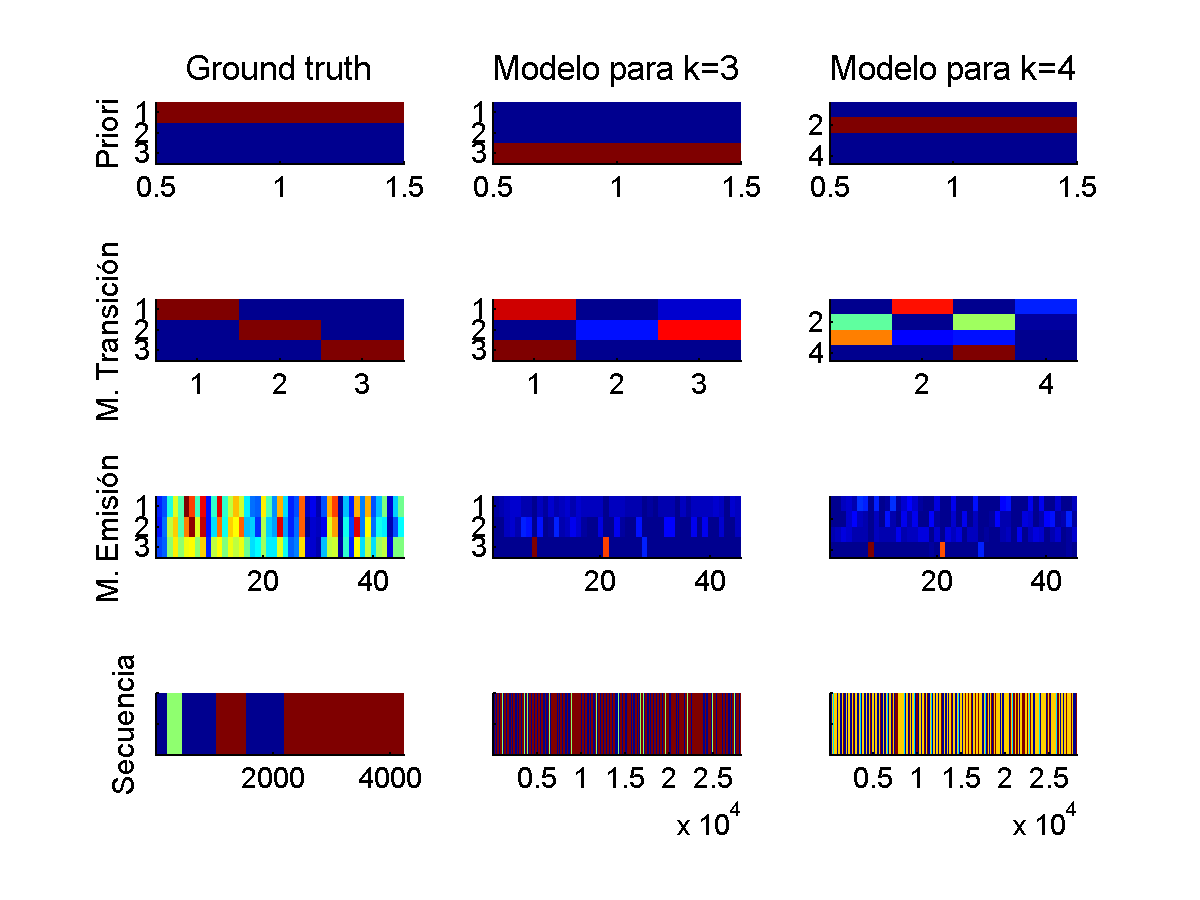 Ground truth
Modelo para k=3
Modelo para k=4
Priori
1
2
3
0.5 1 1.5
1
2
3
0.5 1 1.5
2
4
0.5 1 1.5
M. Transición
1
2
3
1 2 3
1
2
3
1 2 3
2
4
2 4
M. Emisión
1
2
3
20 40
1
2
3
20 40
20 40
Secuencia
2000 4000
0.5 1 1.5 2 2.5
x 10^4
0.5 1 1.5 2 2.5
x 10^4